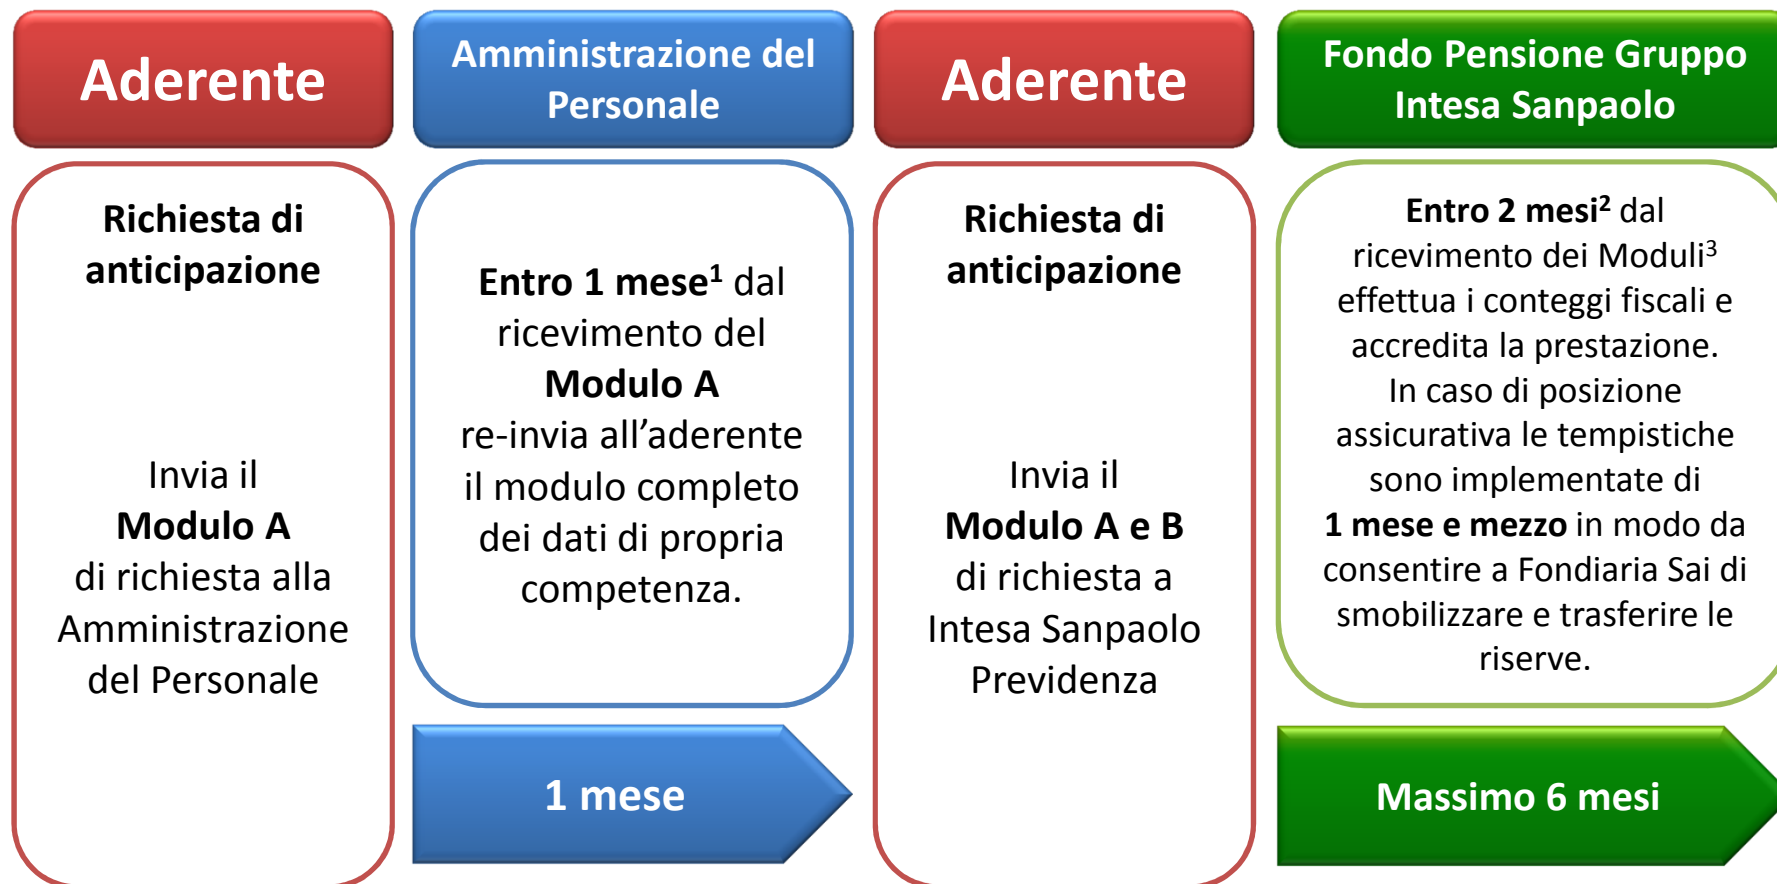 Aderente
Richiesta di
anticipazione
Invia il
Modulo A
di richiesta alla
Amministrazione
del Personale
Amministrazione del
Personale
Entro 1 mese¹ dal
ricevimento del
Modulo A
re-invia all’aderente
il modulo completo
dei dati di propria
competenza.
1 mese
Aderente
Richiesta di
anticipazione
Invia il
Modulo A e B
di richiesta a
Intesa Sanpaolo
Previdenza
Fondo Pensione Gruppo
Intesa Sanpaolo
Entro 2 mesi² dal
ricevimento dei Moduli³
effettua i conteggi fiscali e
accredita la prestazione.
In caso di posizione
assicurativa le tempistiche
sono implementate di
1 mese e mezzo in modo da
consentire a Fondiaria Sai di
smobilizzare e trasferire le
riserve.
Massimo 6 mesi